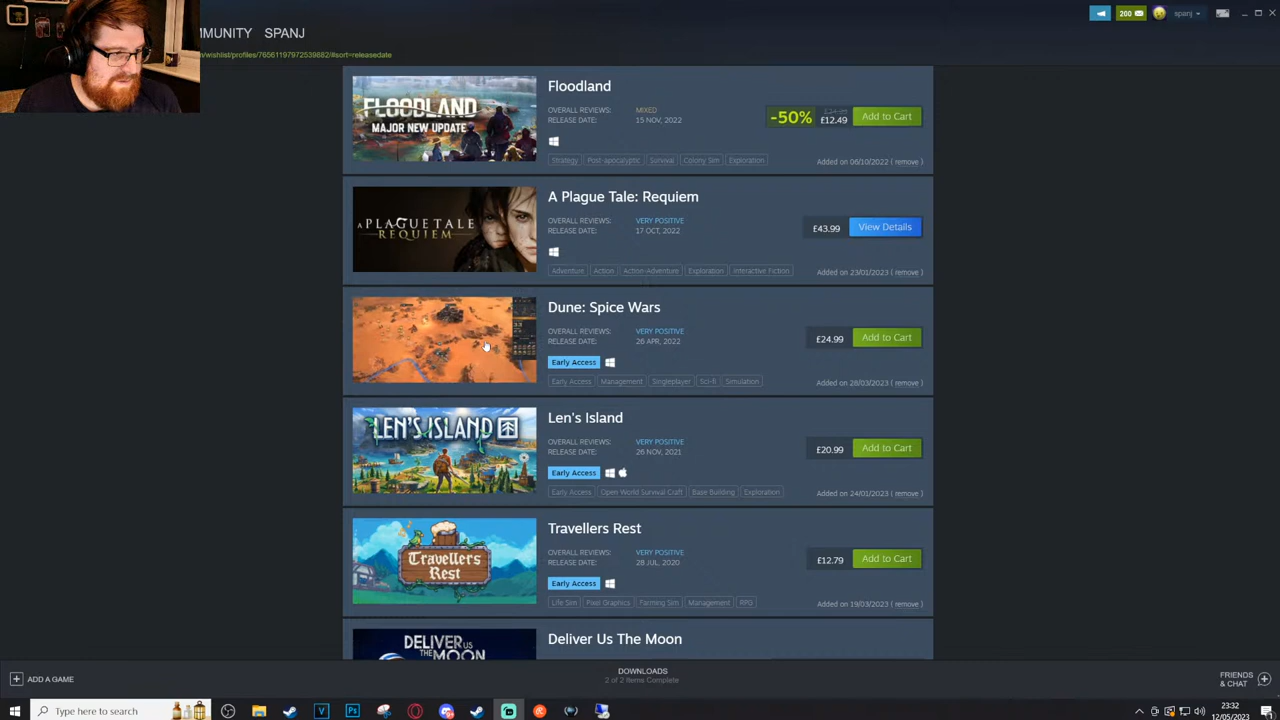 200
spanj
MMUNITY SPANJ
n/wishlist/profiles/76561197972539882/#sort=releasedate
FLOODLAND
MAJOR NEW UPDATE
Floodland
OVERALL REVIEWS: MIXED
RELEASE DATE: 15 NOV, 2022
-50% £24.99 £12.49 Add to Cart
Strategy Post-apocalyptic Survival Colony Sim Exploration
Added on 06/10/2022 ( remove )
A PLAGUE TALE
REQUIEM
A Plague Tale: Requiem
OVERALL REVIEWS: VERY POSITIVE
RELEASE DATE: 17 OCT, 2022
£43.99 View Details
Adventure Action Action-Adventure Exploration Interactive Fiction
Added on 23/01/2023 ( remove )
Dune: Spice Wars
OVERALL REVIEWS: VERY POSITIVE
RELEASE DATE: 26 APR, 2022
£24.99 Add to Cart
Early Access
Early Access Management Singleplayer Sci-fi Simulation
Added on 28/03/2023 ( remove )
LEN'S ISLAND
Len's Island
OVERALL REVIEWS: VERY POSITIVE
RELEASE DATE: 26 NOV, 2021
£20.99 Add to Cart
Early Access
Early Access Open World Survival Craft Base Building Exploration
Added on 24/01/2023 ( remove )
Travellers
Rest
Travellers Rest
OVERALL REVIEWS: VERY POSITIVE
RELEASE DATE: 28 JUL, 2020
£12.79 Add to Cart
Early Access
Life Sim Pixel Graphics Farming Sim Management RPG
Added on 19/03/2023 ( remove )
DELIVER US
THE MOON
Deliver Us The Moon
ADD A GAME
DOWNLOADS
2 of 2 Items Complete
FRIENDS
& CHAT
Type here to search
23:32
12/05/2023